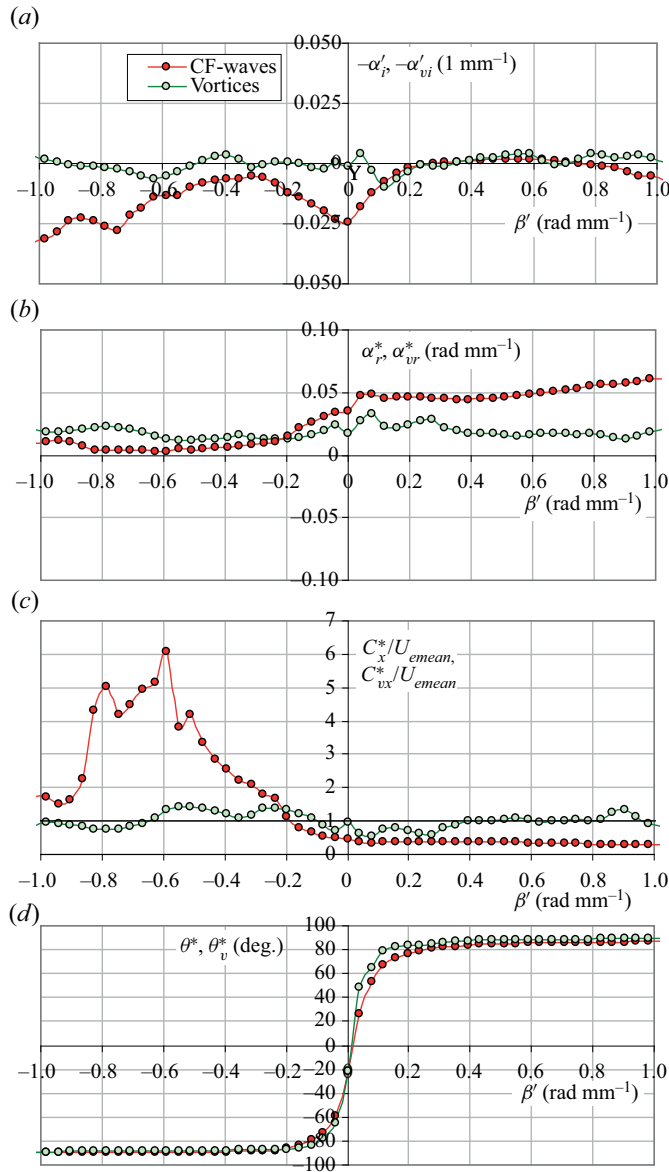 (a)
0.050
−α′i, −α′vi (1 mm−1)
CF-waves
Vortices
0.025
0
Y
−1.0 −0.8 −0.6 −0.4 −0.2 0 0.2 0.4 0.6 0.8 1.0
β′ (rad mm−1)
−0.025
−0.050
(b)
0.10
α*r, α*vr (rad mm−1)
0.05
0
−1.0 −0.8 −0.6 −0.4 −0.2 0 0.2 0.4 0.6 0.8 1.0
β′ (rad mm−1)
−0.05
−0.10
(c)
7
C*x/Uemean,
6
C*vx/Uemean
5
4
3
2
1
0
−1.0 −0.8 −0.6 −0.4 −0.2 0 0.2 0.4 0.6 0.8 1.0
β′ (rad mm−1)
(d)
100
θ*, θ*v (deg.)
80
60
40
20
0
−1.0 −0.8 −0.6 −0.4 −0.2 0 0.2 0.4 0.6 0.8 1.0
−20
−40
β′ (rad mm−1)
−60
−80
−100